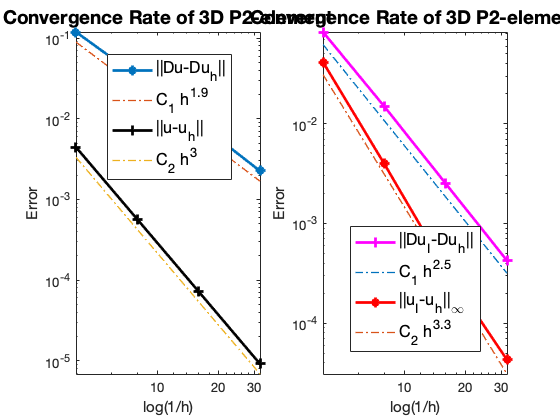 Convergence Rate of 3D P2-element
Convergence Rate of 3D P2-eleme
10^-1
10^-2
10^-3
10^-4
10^-5
Error
10 20 30
log(1/h)
||Du-Du_h||
C_1 h^1.9
||u-u_h||
C_2 h^3
10^-2
10^-3
10^-4
Error
10 20 30
log(1/h)
||Du_I-Du_h||
C_1 h^2.5
||u_I-u_h||_∞
C_2 h^3.3